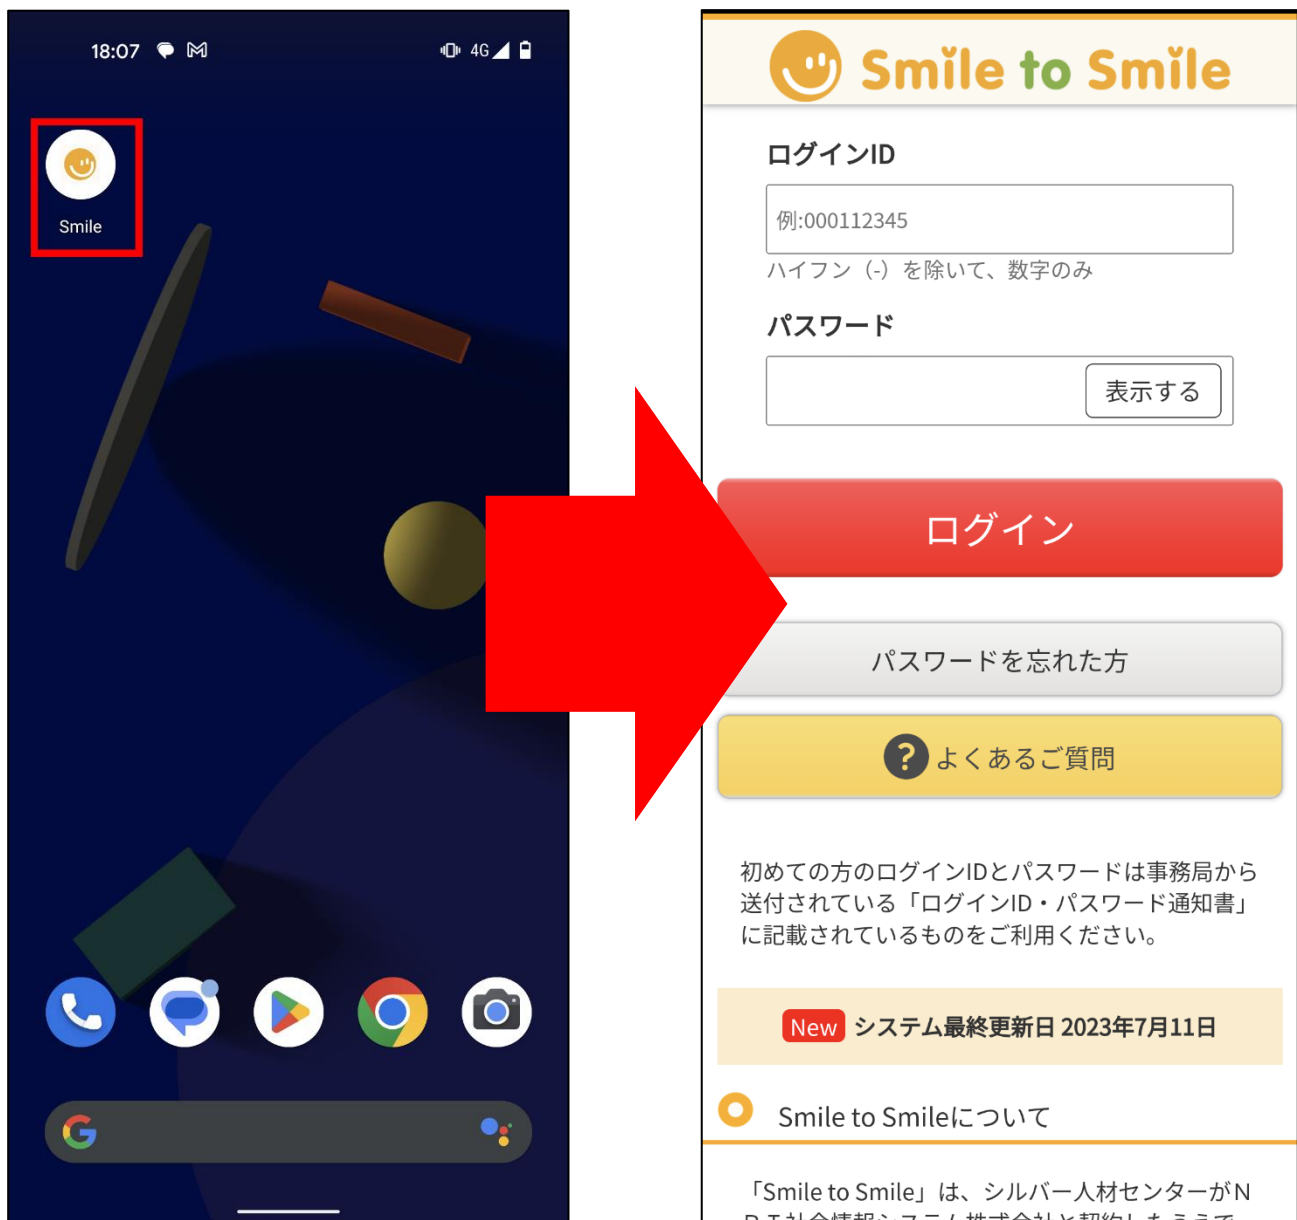 18:07
4G
Smile
Smile to Smile
ログインID
例:000112345
ハイフン（-）を除いて、数字のみ
パスワード
表示する
ログイン
パスワードを忘れた方
? よくあるご質問
初めての方のログインIDとパスワードは事務局から
送付されている「ログインID・パスワード通知書」
に記載されているものをご利用ください。
New システム最終更新日 2023年7月11日
Smile to Smileについて
「Smile to Smile」は、シルバー人材センターがＮ